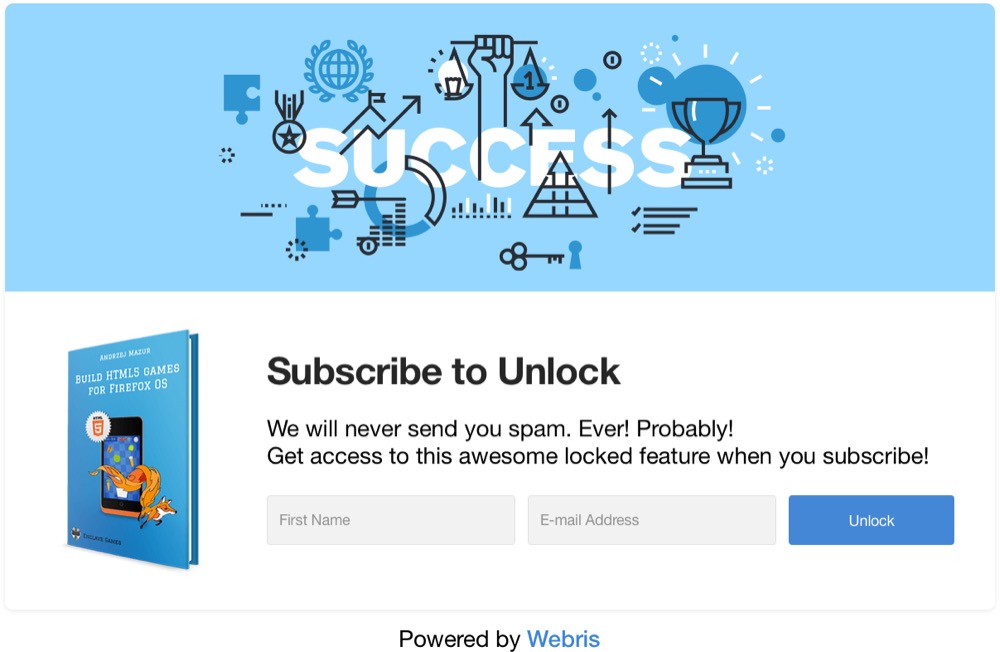 1
SUCCESS
ANDRZEJ MAZUR
BUILD HTML5 GAMES
FOR FIREFOX OS
HTML
5
ENCLAVE GAMES
Subscribe to Unlock
We will never send you spam. Ever! Probably!
Get access to this awesome locked feature when you subscribe!
First Name
E-mail Address
Unlock
Powered by Webris